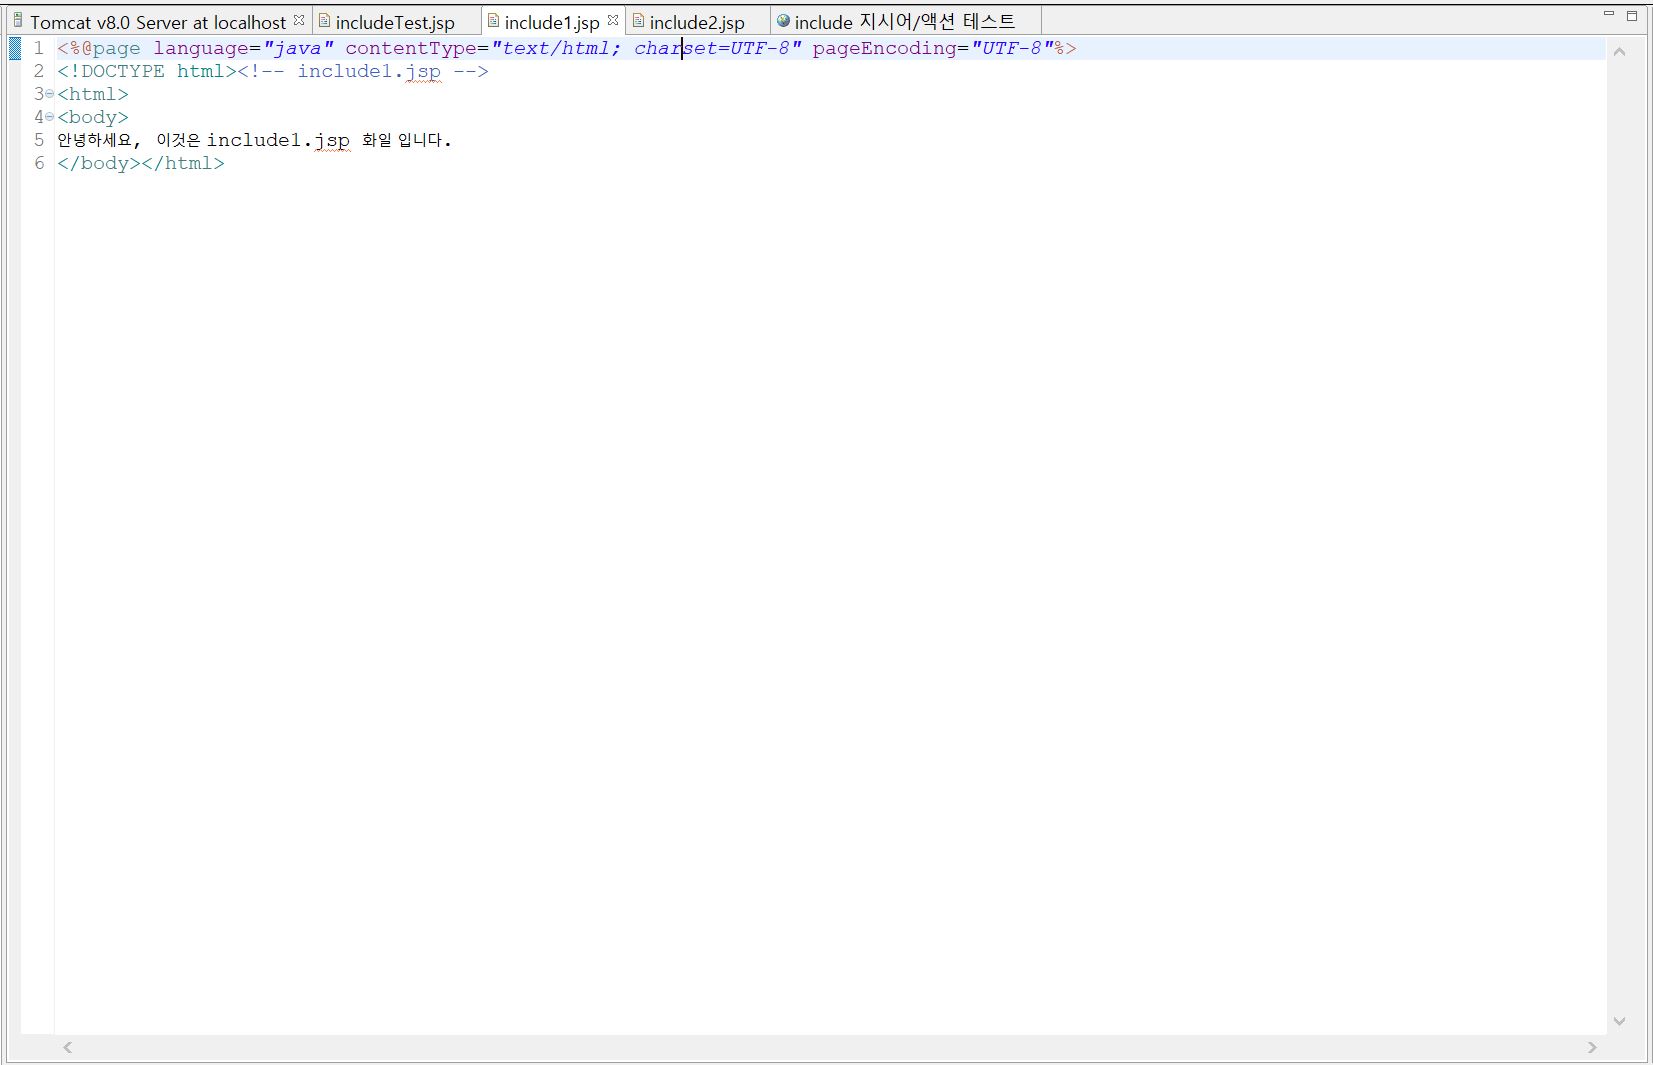 Tomcat v8.0 Server at localhost includeTest.jsp include1.jsp include2.jsp include 지시어/액션 테스트
1 <%@page language="java" contentType="text/html; charset=UTF-8" pageEncoding="UTF-8"%>
2 <!DOCTYPE html><!-- include1.jsp -->
3 <html>
4 <body>
5 안녕하세요, 이것은 include1.jsp 화일 입니다.
6 </body></html>